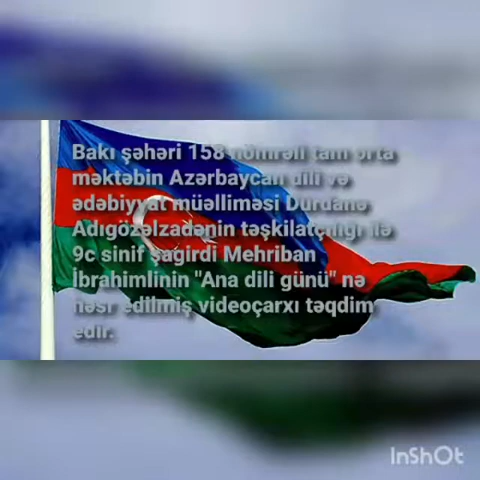 Bakı şəhəri 158 nömrəli tam orta
məktəbin Azərbaycan dili və
ədəbiyyat müəlliməsi Dürdanə
Adıgözəlzadənin təşkilatçılığı ilə
9c sinif şagirdi Mehriban
İbrahimlinin "Ana dili günü" nə
həsr edilmiş videoçarxı təqdim
edir.
InShOt